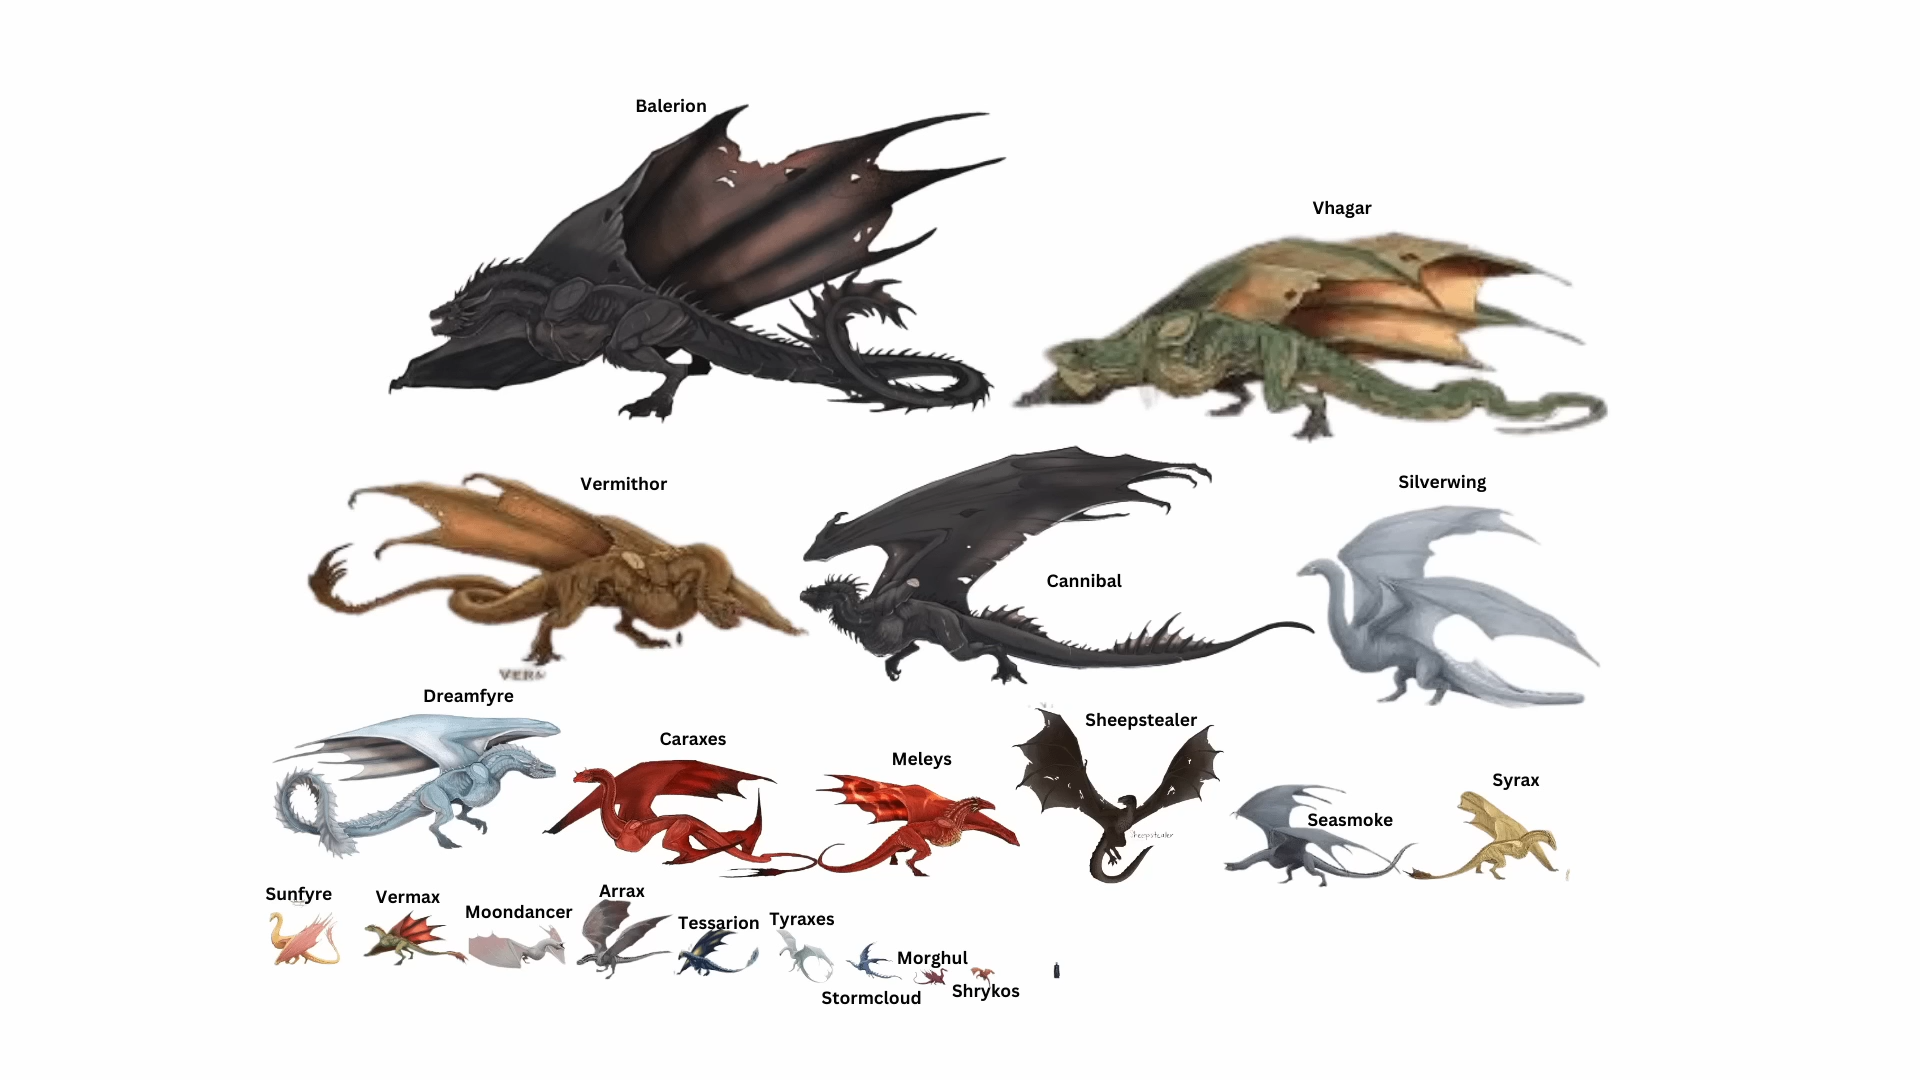 Balerion
Vhagar
Vermithor
Cannibal
Silverwing
Dreamfyre
Caraxes
Meleys
Sheepstealer
Sheepstealer
Seasmoke
Syrax
Sunfyre
Vermax
Moondancer
Arrax
Tessarion
Tyraxes
Stormcloud
Morghul
Shrykos